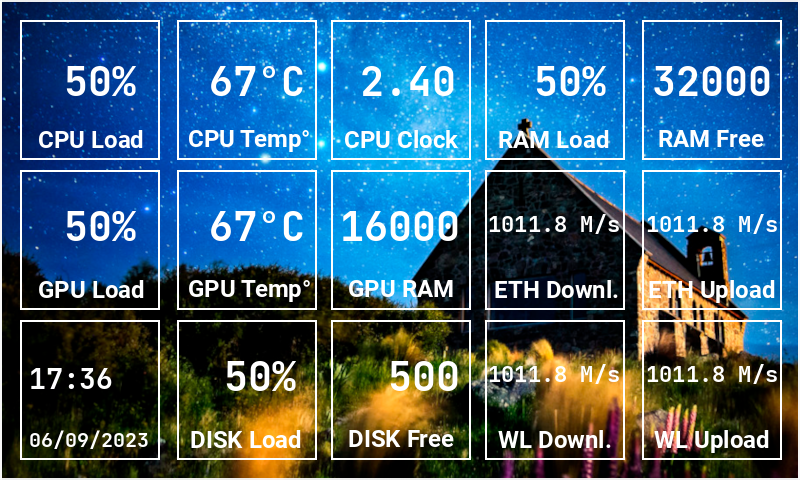 50%
CPU Load
67°C
CPU Temp°
2.40
CPU Clock
50%
RAM Load
32000
RAM Free
50%
GPU Load
67°C
GPU Temp°
16000
GPU RAM
1011.8 M/s
ETH Downl.
1011.8 M/s
ETH Upload
17:36
06/09/2023
50%
DISK Load
500
DISK Free
1011.8 M/s
WL Downl.
1011.8 M/s
WL Upload